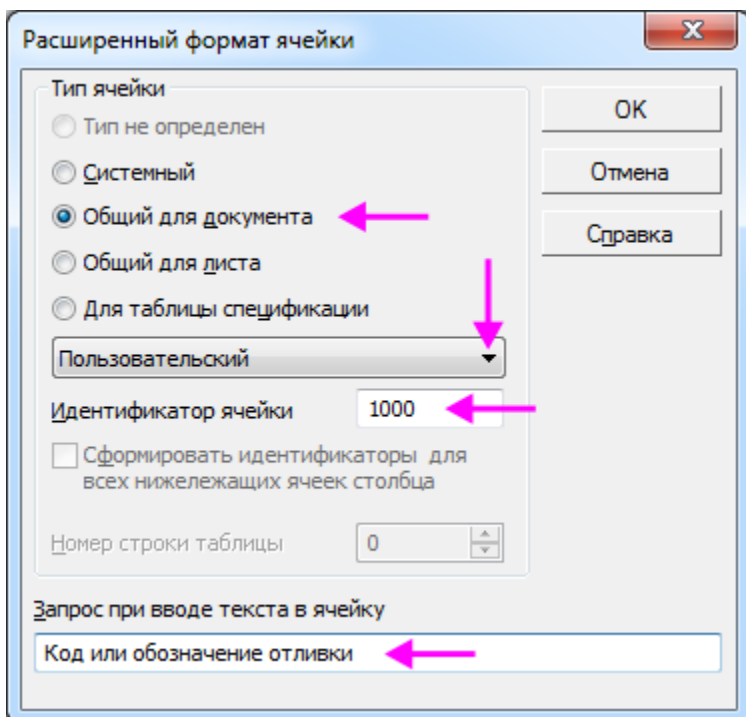 Расширенный формат ячейки
Тип ячейки
Тип не определен
Системный
Общий для документа
Общий для листа
Для таблицы спецификации
Пользовательский
Идентификатор ячейки 1000
Сформировать идентификаторы для
всех нижележащих ячеек столбца
Номер строки таблицы 0
Запрос при вводе текста в ячейку
Код или обозначение отливки
OK
Отмена
Справка